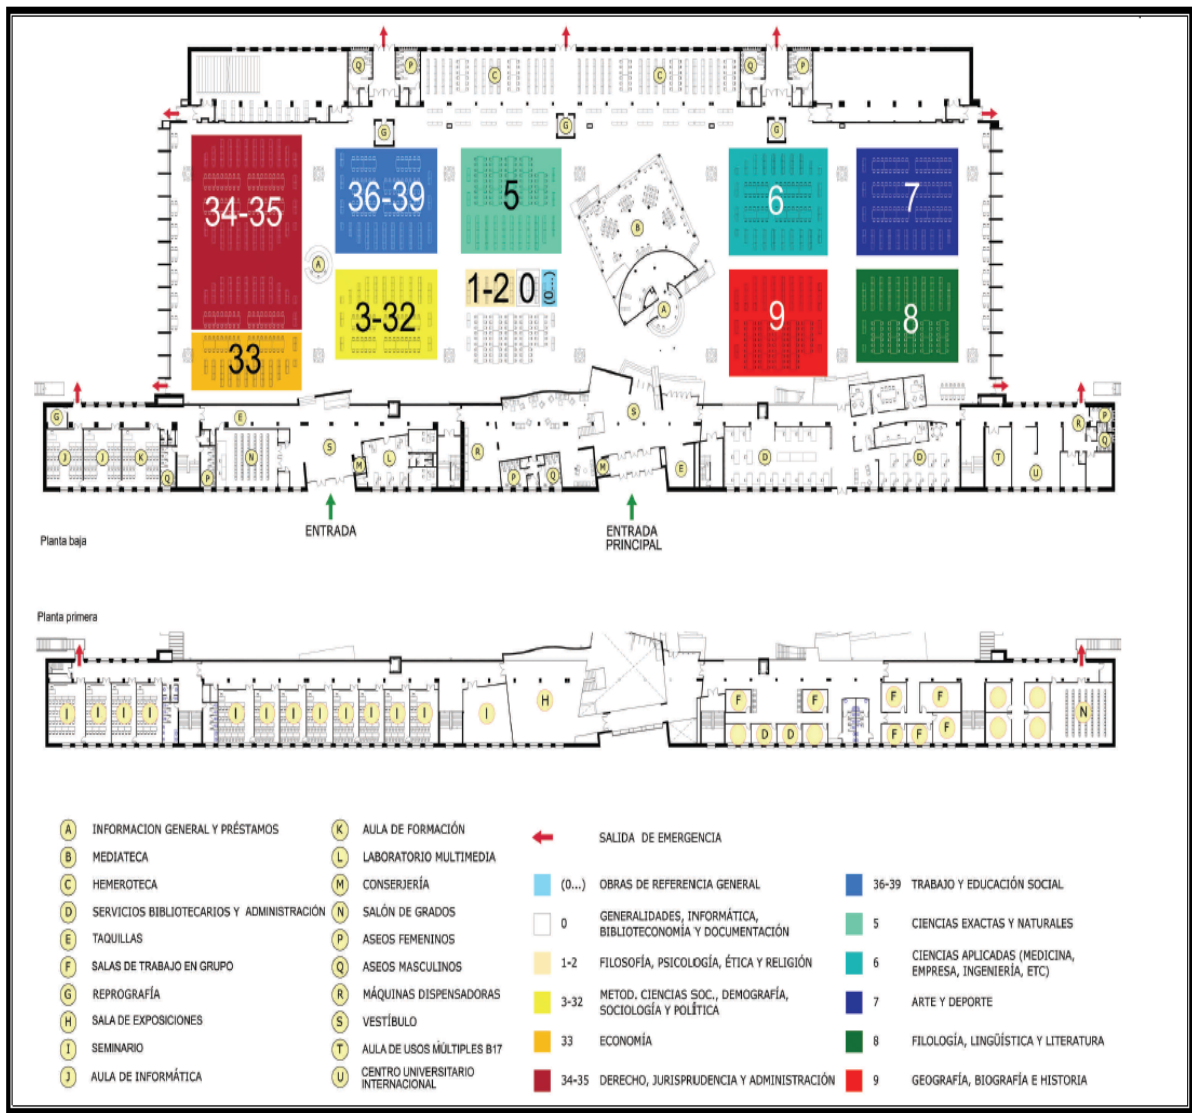 Q
P
C
C
Q
P
G
G
G
34-35
36-39
5
6
7
B
A
1-2
0
(0...)
3-32
A
9
8
33
G
E
S
S
R
P
J
J
K
N
M
L
R
D
D
T
Q
Q
P
P
Q
M
E
U
ENTRADA
ENTRADA
PRINCIPAL
Planta baja
Planta primera
I
I
I
I
I
I
I
I
I
I
I
I
I
H
F
F
F
F
N
D
D
F
F
F
A INFORMACION GENERAL Y PRÉSTAMOS
B MEDIATECA
C HEMEROTECA
D SERVICIOS BIBLIOTECARIOS Y ADMINISTRACIÓN
E TAQUILLAS
F SALAS DE TRABAJO EN GRUPO
G REPROGRAFÍA
H SALA DE EXPOSICIONES
I SEMINARIO
J AULA DE INFORMÁTICA
K AULA DE FORMACIÓN
L LABORATORIO MULTIMEDIA
M CONSERJERÍA
N SALÓN DE GRADOS
P ASEOS FEMENINOS
Q ASEOS MASCULINOS
R MÁQUINAS DISPENSADORAS
S VESTÍBULO
T AULA DE USOS MÚLTIPLES B17
U CENTRO UNIVERSITARIO
INTERNACIONAL
SALIDA DE EMERGENCIA
(0...) OBRAS DE REFERENCIA GENERAL
0 GENERALIDADES, INFORMÁTICA,
BIBLIOTECONOMÍA Y DOCUMENTACIÓN
1-2 FILOSOFÍA, PSICOLOGÍA, ÉTICA Y RELIGIÓN
3-32 METOD. CIENCIAS SOC., DEMOGRAFÍA,
SOCIOLOGÍA Y POLÍTICA
33 ECONOMÍA
34-35 DERECHO, JURISPRUDENCIA Y ADMINISTRACIÓN
36-39 TRABAJO Y EDUCACIÓN SOCIAL
5 CIENCIAS EXACTAS Y NATURALES
6 CIENCIAS APLICADAS (MEDICINA,
EMPRESA, INGENIERÍA, ETC)
7 ARTE Y DEPORTE
8 FILOLOGÍA, LINGÜÍSTICA Y LITERATURA
9 GEOGRAFÍA, BIOGRAFÍA E HISTORIA